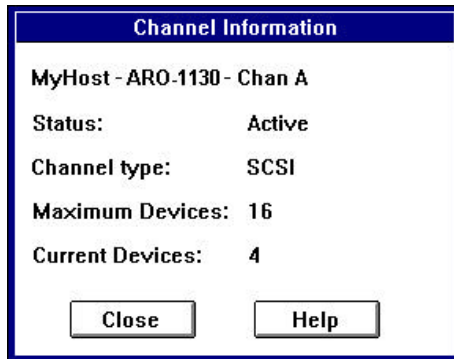 Channel Information
MyHost - ARO-1130 - Chan A
Status: Active
Channel type: SCSI
Maximum Devices: 16
Current Devices: 4
Close Help